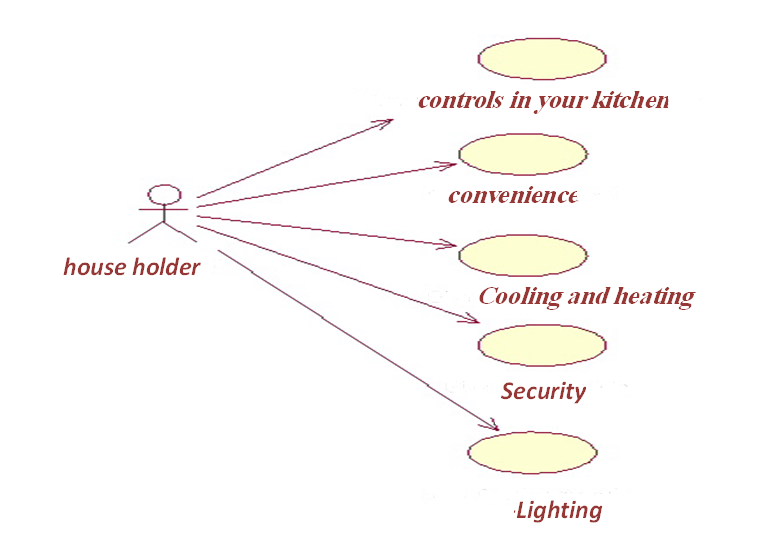 controls in your kitchen
convenience
house holder
Cooling and heating
Security
-Lighting